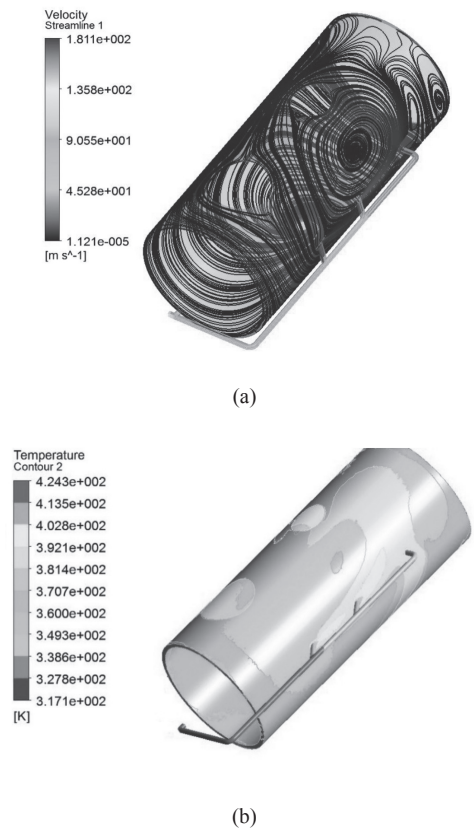 Velocity
Streamline 1
1.811e+002
1.358e+002
9.055e+001
4.528e+001
1.121e-005
[m s^-1]
(a)
Temperature
Contour 2
4.243e+002
4.135e+002
4.028e+002
3.921e+002
3.814e+002
3.707e+002
3.600e+002
3.493e+002
3.386e+002
3.278e+002
3.171e+002
[K]
(b)